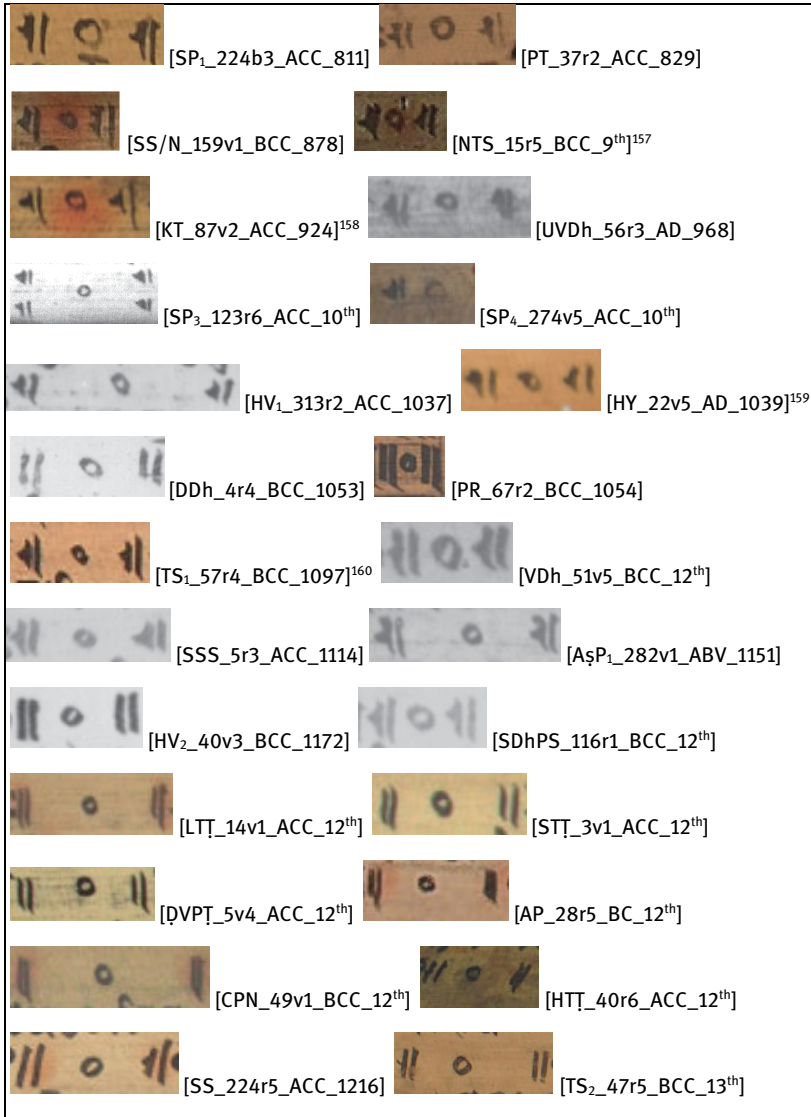 [SP₁_224b3_ACC_811] [PT_37r2_ACC_829]
[SS/N_159v1_BCC_878] [NTS_15r5_BCC_9ᵗʰ]¹⁵⁷
[KT_87v2_ACC_924]¹⁵⁸ [UVDh_56r3_AD_968]
[SP₃_123r6_ACC_10ᵗʰ] [SP₄_274v5_ACC_10ᵗʰ]
[HV₁_313r2_ACC_1037] [HY_22v5_AD_1039]¹⁵⁹
[DDh_4r4_BCC_1053] [PR_67r2_BCC_1054]
[TS₁_57r4_BCC_1097]¹⁶⁰ [VDh_51v5_BCC_12ᵗʰ]
[SSS_5r3_ACC_1114] [AṣP₁_282v1_ABV_1151]
[HV₂_40v3_BCC_1172] [SDhPS_116r1_BCC_12ᵗʰ]
[LTṬ_14v1_ACC_12ᵗʰ] [STṬ_3v1_ACC_12ᵗʰ]
[ḌVPṬ_5v4_ACC_12ᵗʰ] [AP_28r5_BC_12ᵗʰ]
[CPN_49v1_BCC_12ᵗʰ] [HTṬ_40r6_ACC_12ᵗʰ]
[SS_224r5_ACC_1216] [TS₂_47r5_BCC_13ᵗʰ]